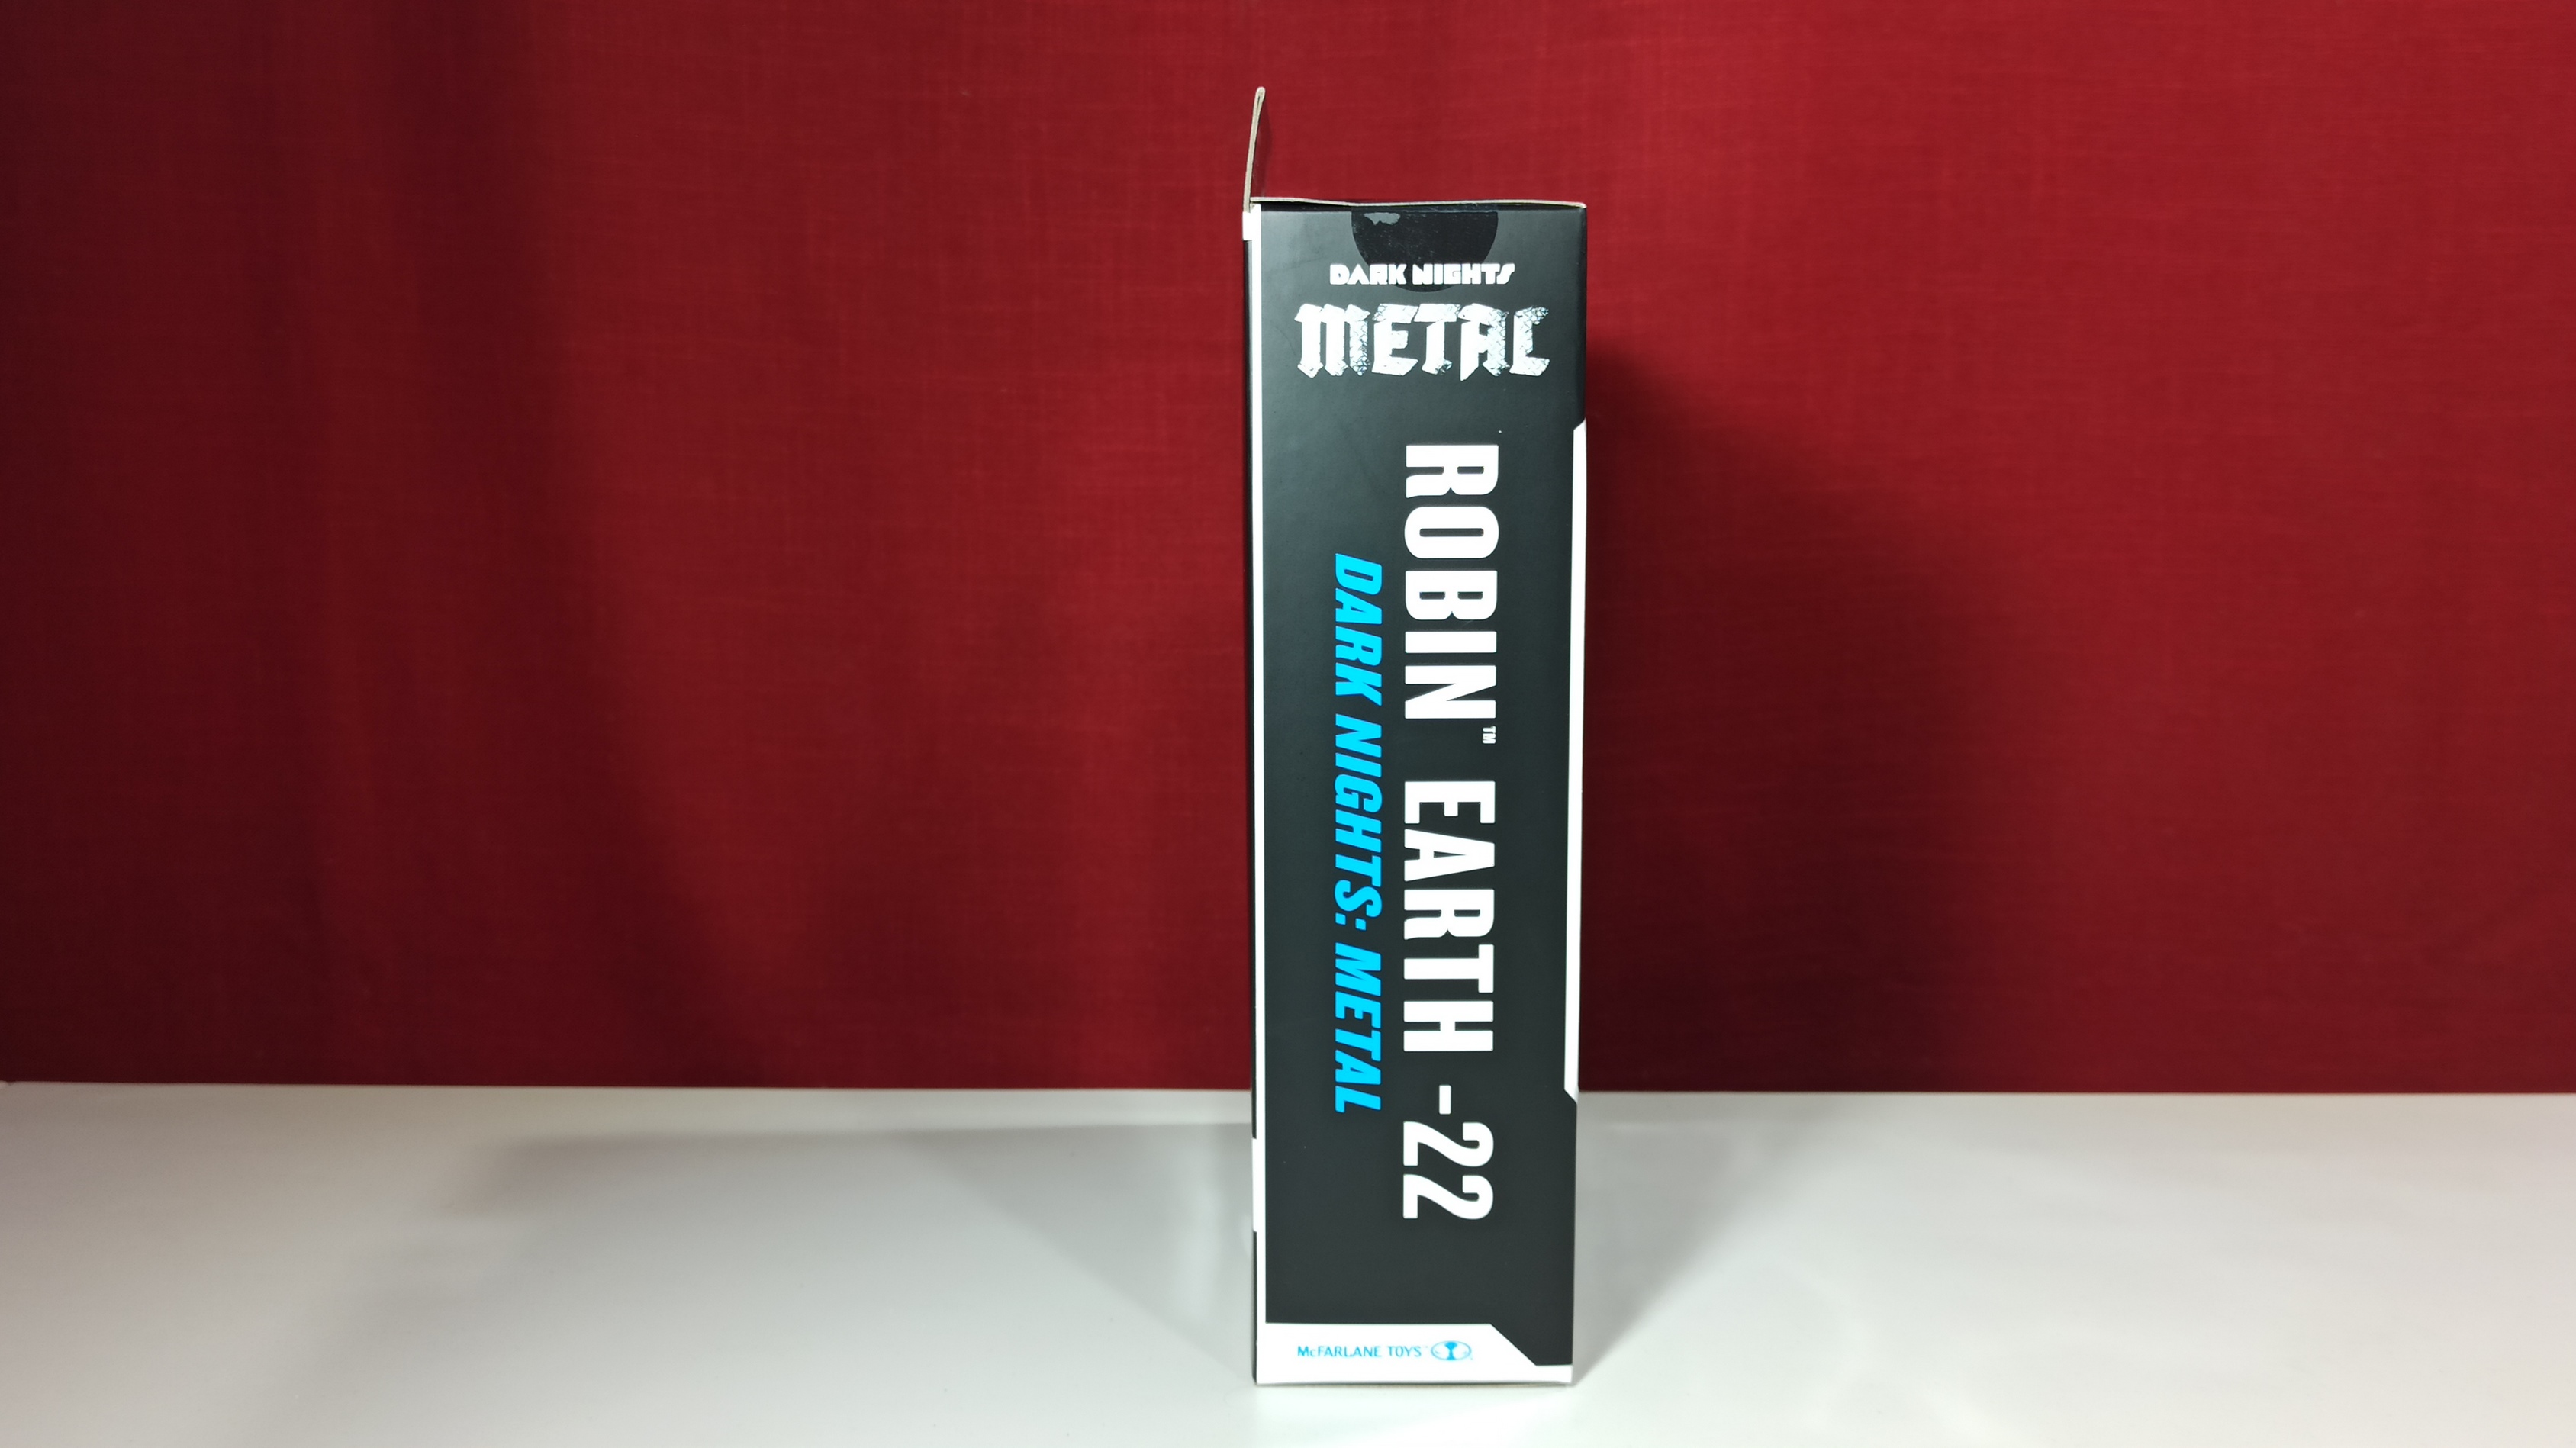 DARK NIGHTS
METAL
ROBIN™ EARTH -22
DARK NIGHTS: METAL
McFARLANE TOYS